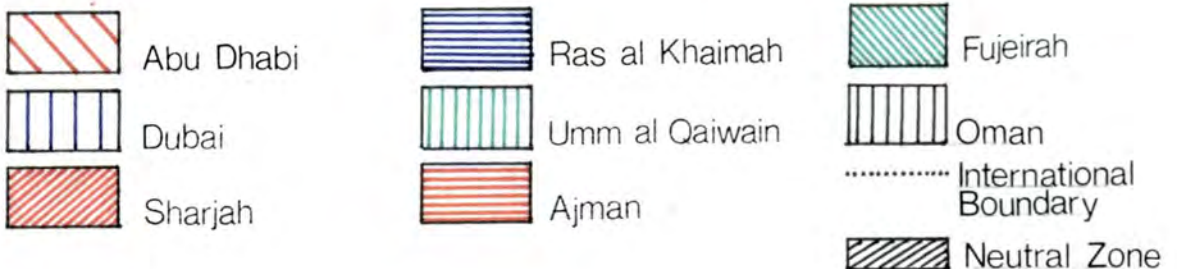 Abu Dhabi
Dubai
Sharjah
Ras al Khaimah
Umm al Qaiwain
Ajman
Fujeirah
Oman
International
Boundary
Neutral Zone